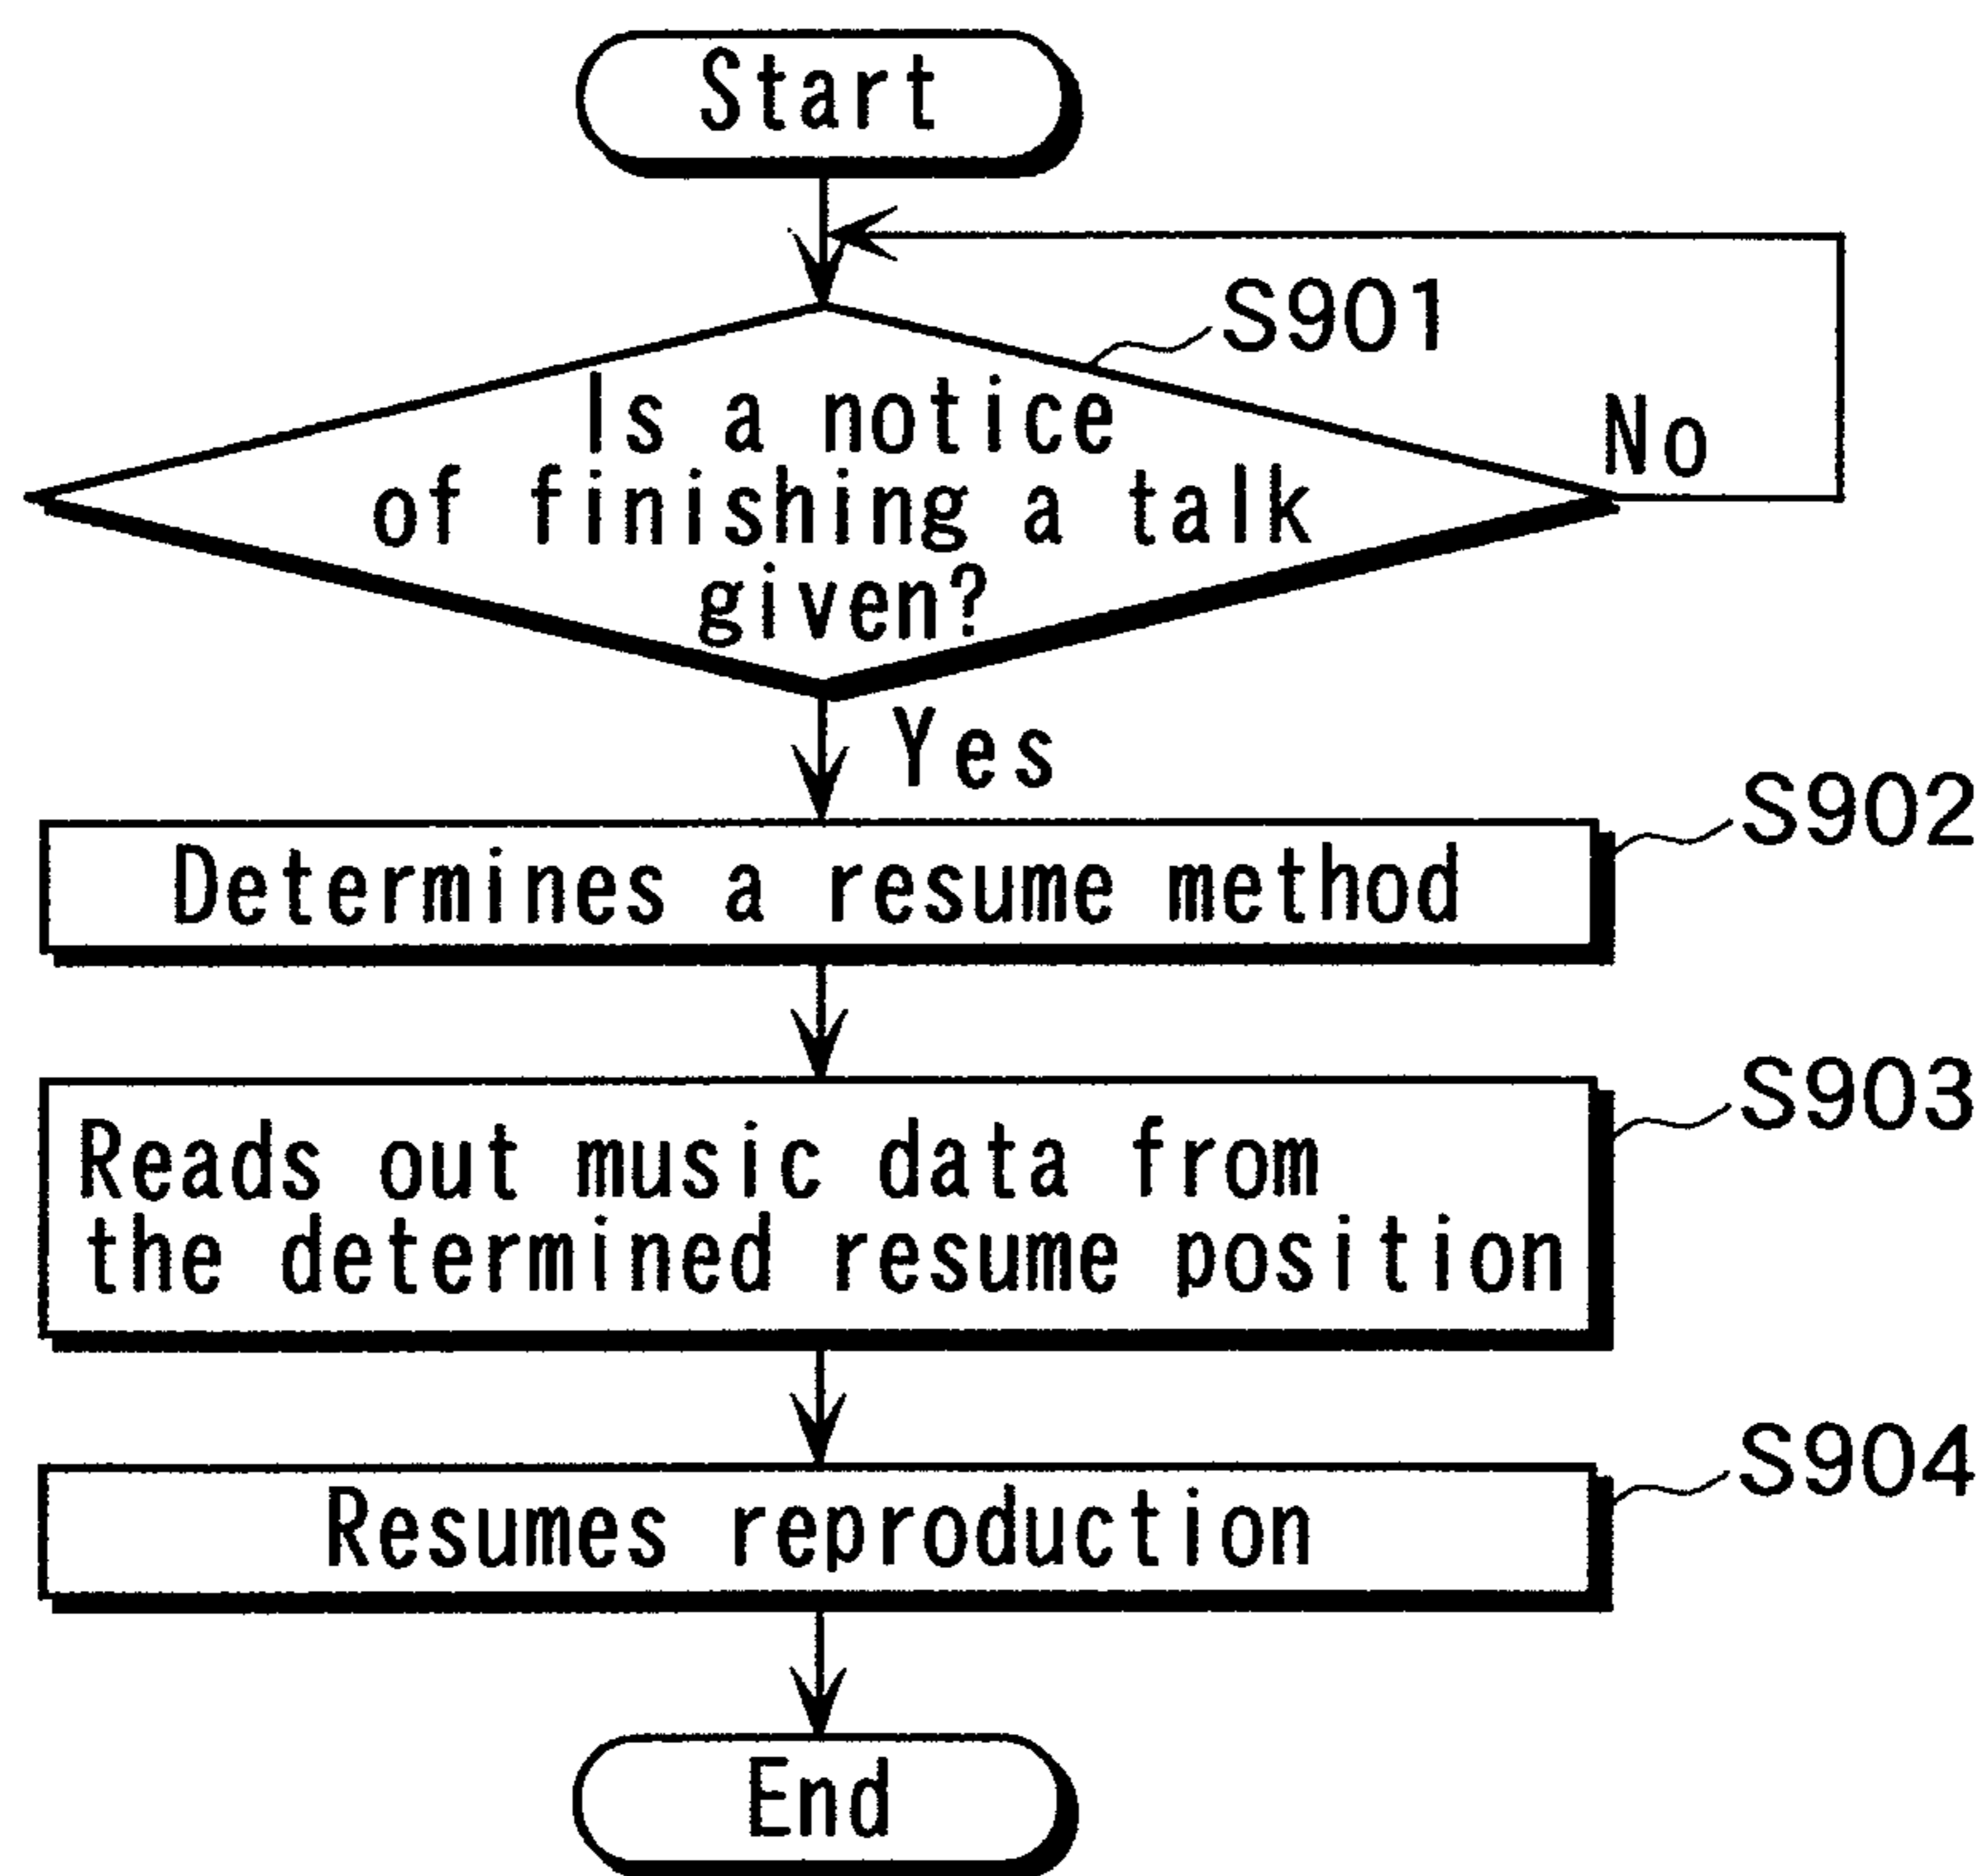 Start
S901
Is a notice
of finishing a talk
given?
No
Yes
S902
Determines a resume method
S903
Reads out music data from
the determined resume position
S904
Resumes reproduction
End